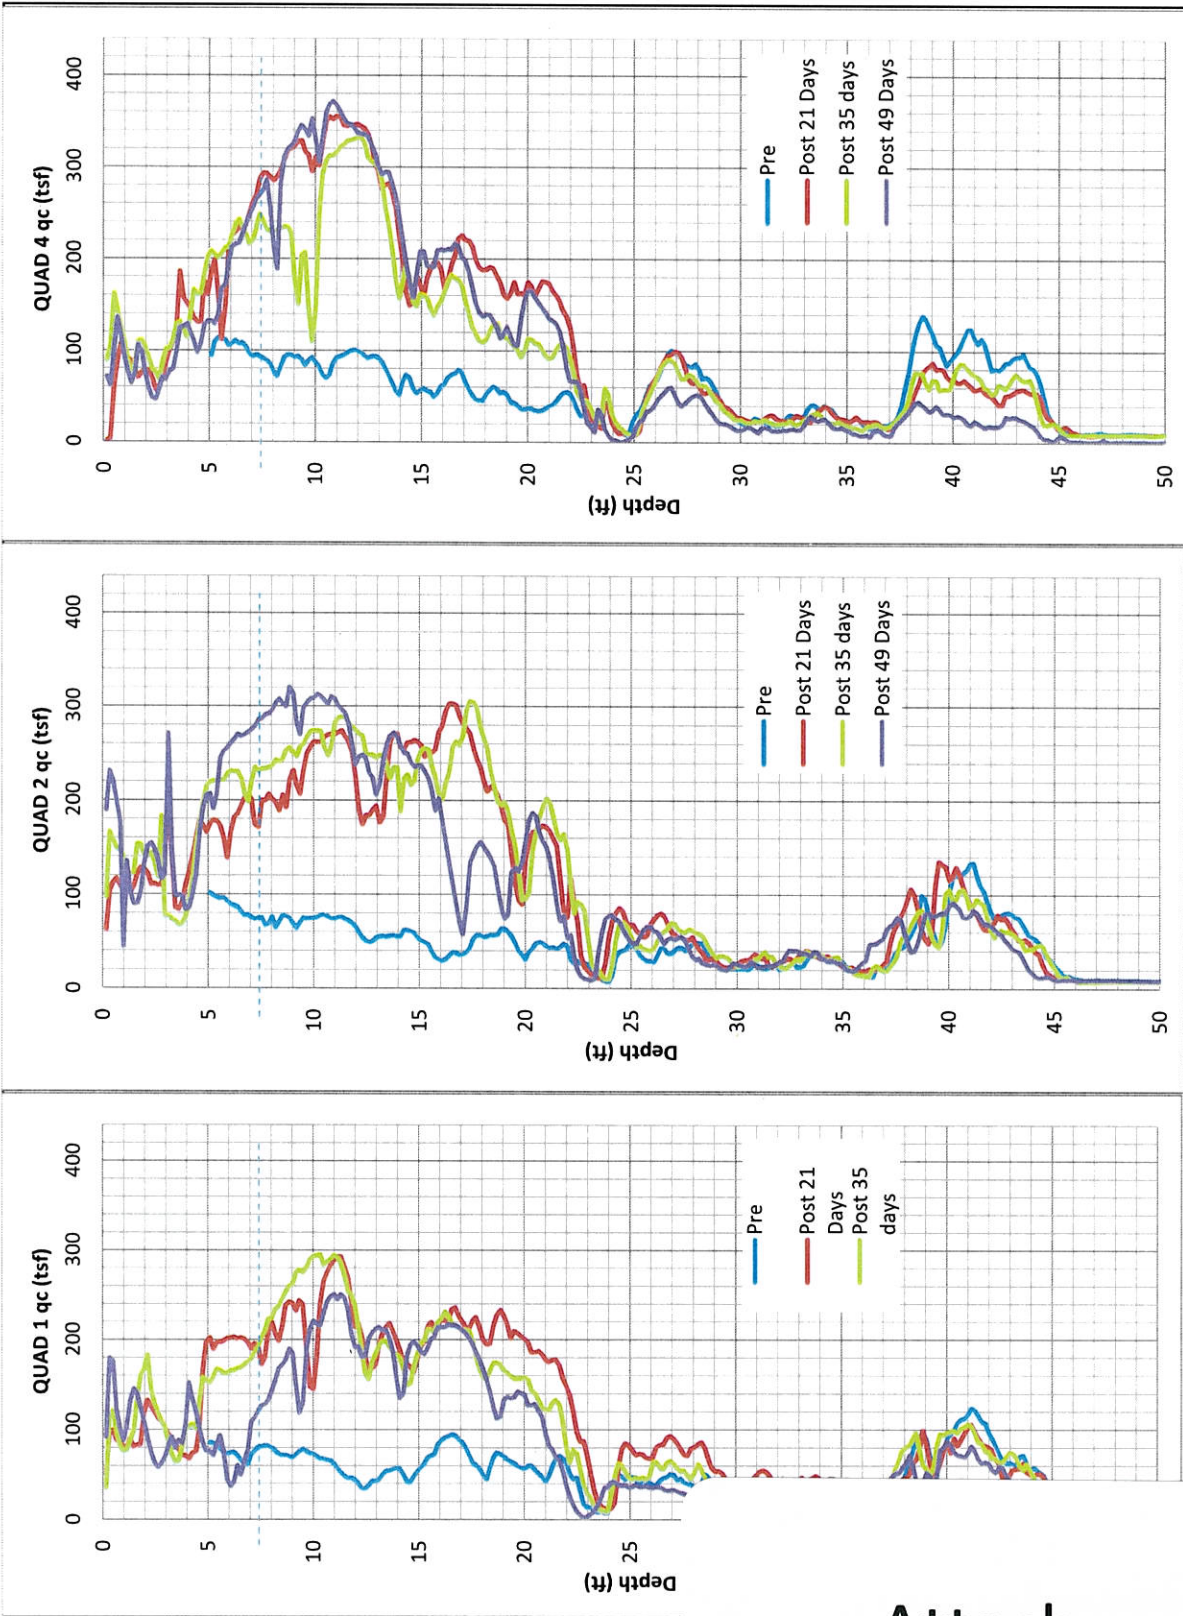 QUAD 1 qc (tsf)
0 100 200 300 400
0
5
10
15
20
25
Depth (ft)
Pre
Post 21
Days
Post 35
days
QUAD 2 qc (tsf)
0 100 200 300 400
0
5
10
15
20
25
30
35
40
45
50
Depth (ft)
Pre
Post 21 Days
Post 35 days
Post 49 Days
QUAD 4 qc (tsf)
0 100 200 300 400
0
5
10
15
20
25
30
35
40
45
50
Depth (ft)
Pre
Post 21 Days
Post 35 days
Post 49 Days